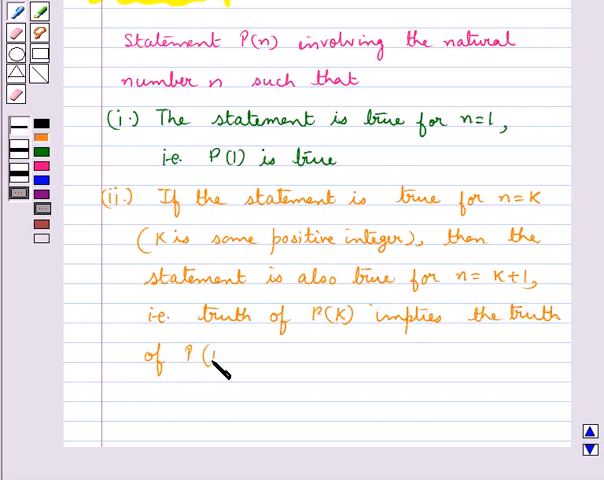 Statement P(n) involving the natural
number n such that
(i.) The statement is true for n=1,
i.e. P(1) is true
(ii.) If the statement is true for n=K
(K is some positive integer), then the
statement is also true for n= K+1,
i.e. truth of P(K) implies the truth
of P(